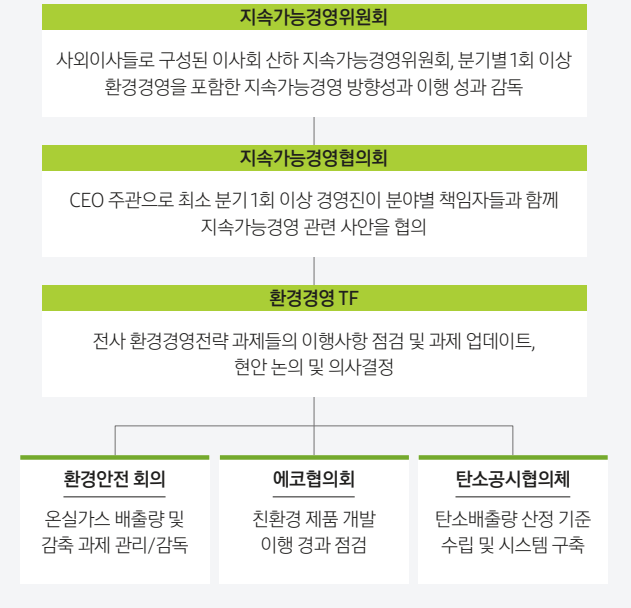 지속가능경영위원회
사외이사들로 구성된 이사회 산하 지속가능경영위원회, 분기별 1회 이상
환경경영을 포함한 지속가능경영 방향성과 이행 성과 감독
지속가능경영협의회
CEO 주관으로 최소 분기 1회 이상 경영진이 분야별 책임자들과 함께
지속가능경영 관련 사안을 협의
환경경영 TF
전사 환경경영전략 과제들의 이행사항 점검 및 과제 업데이트,
현안 논의 및 의사결정
환경안전 회의
온실가스 배출량 및
감축 과제 관리/감독
에코협의회
친환경 제품 개발
이행 경과 점검
탄소공시협의체
탄소배출량 산정 기준
수립 및 시스템 구축